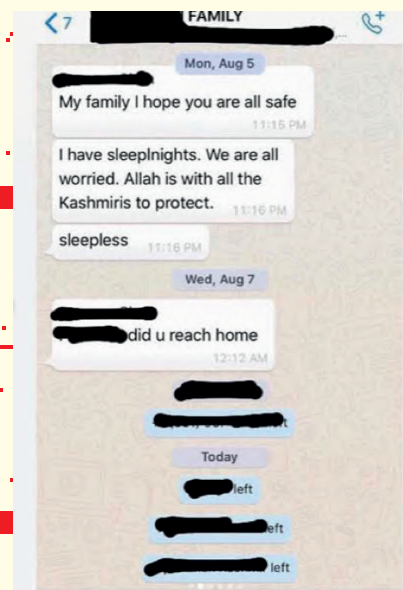 7
FAMILY
Mon, Aug 5
My family I hope you are all safe
11:15 PM
I have sleeplnights. We are all
worried. Allah is with all the
Kashmiris to protect.
11:16 PM
sleepless
11:16 PM
Wed, Aug 7
did u reach home
12:12 AM
Today
left
left
left